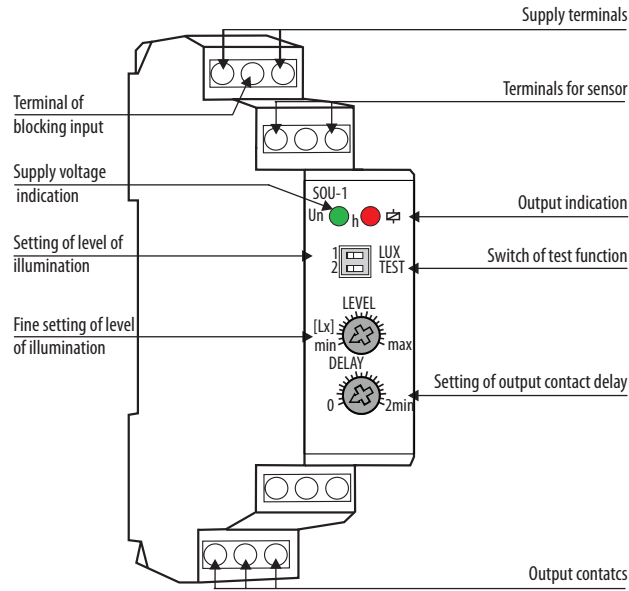 Supply terminals
Terminals for sensor
Terminal of
blocking input
Supply voltage
indication
SOU-1
Un
h
Output indication
Setting of level of
illumination
1
LUX
2
TEST
Switch of test function
LEVEL
Fine setting of level
of illumination
[Lx]
min
max
DELAY
0
2min
Setting of output contact delay
Output contatcs